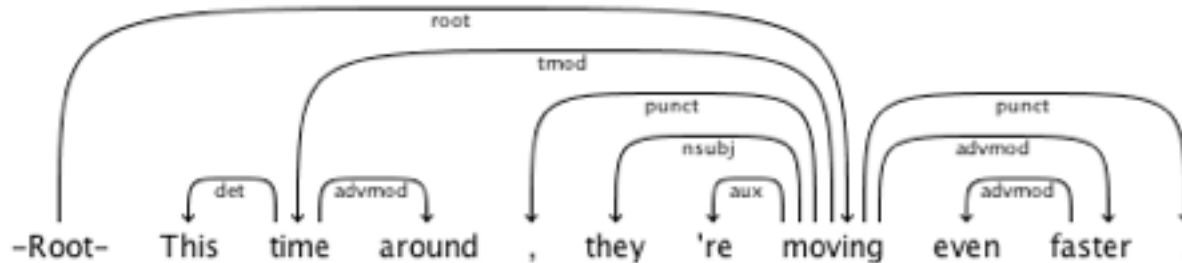 root
tmod
punct punct
nsubj advmod
det advmod aux advmod
-Root- This time around , they 're moving even faster